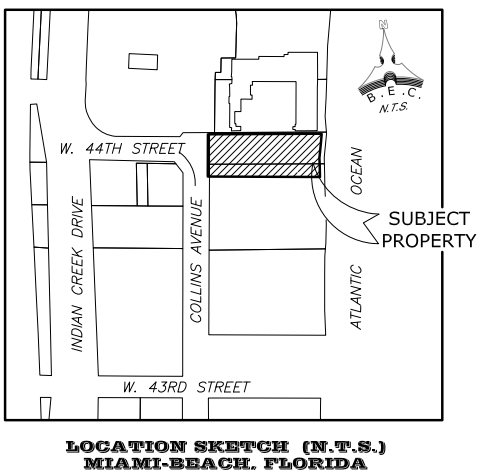 N
B. E. C.
N.T.S.
W. 44TH STREET
OCEAN
SUBJECT
PROPERTY
INDIAN CREEK DRIVE
COLLINS AVENUE
ATLANTIC
W. 43RD STREET
LOCATION SKETCH (N.T.S.)
MIAMI-BEACH, FLORIDA